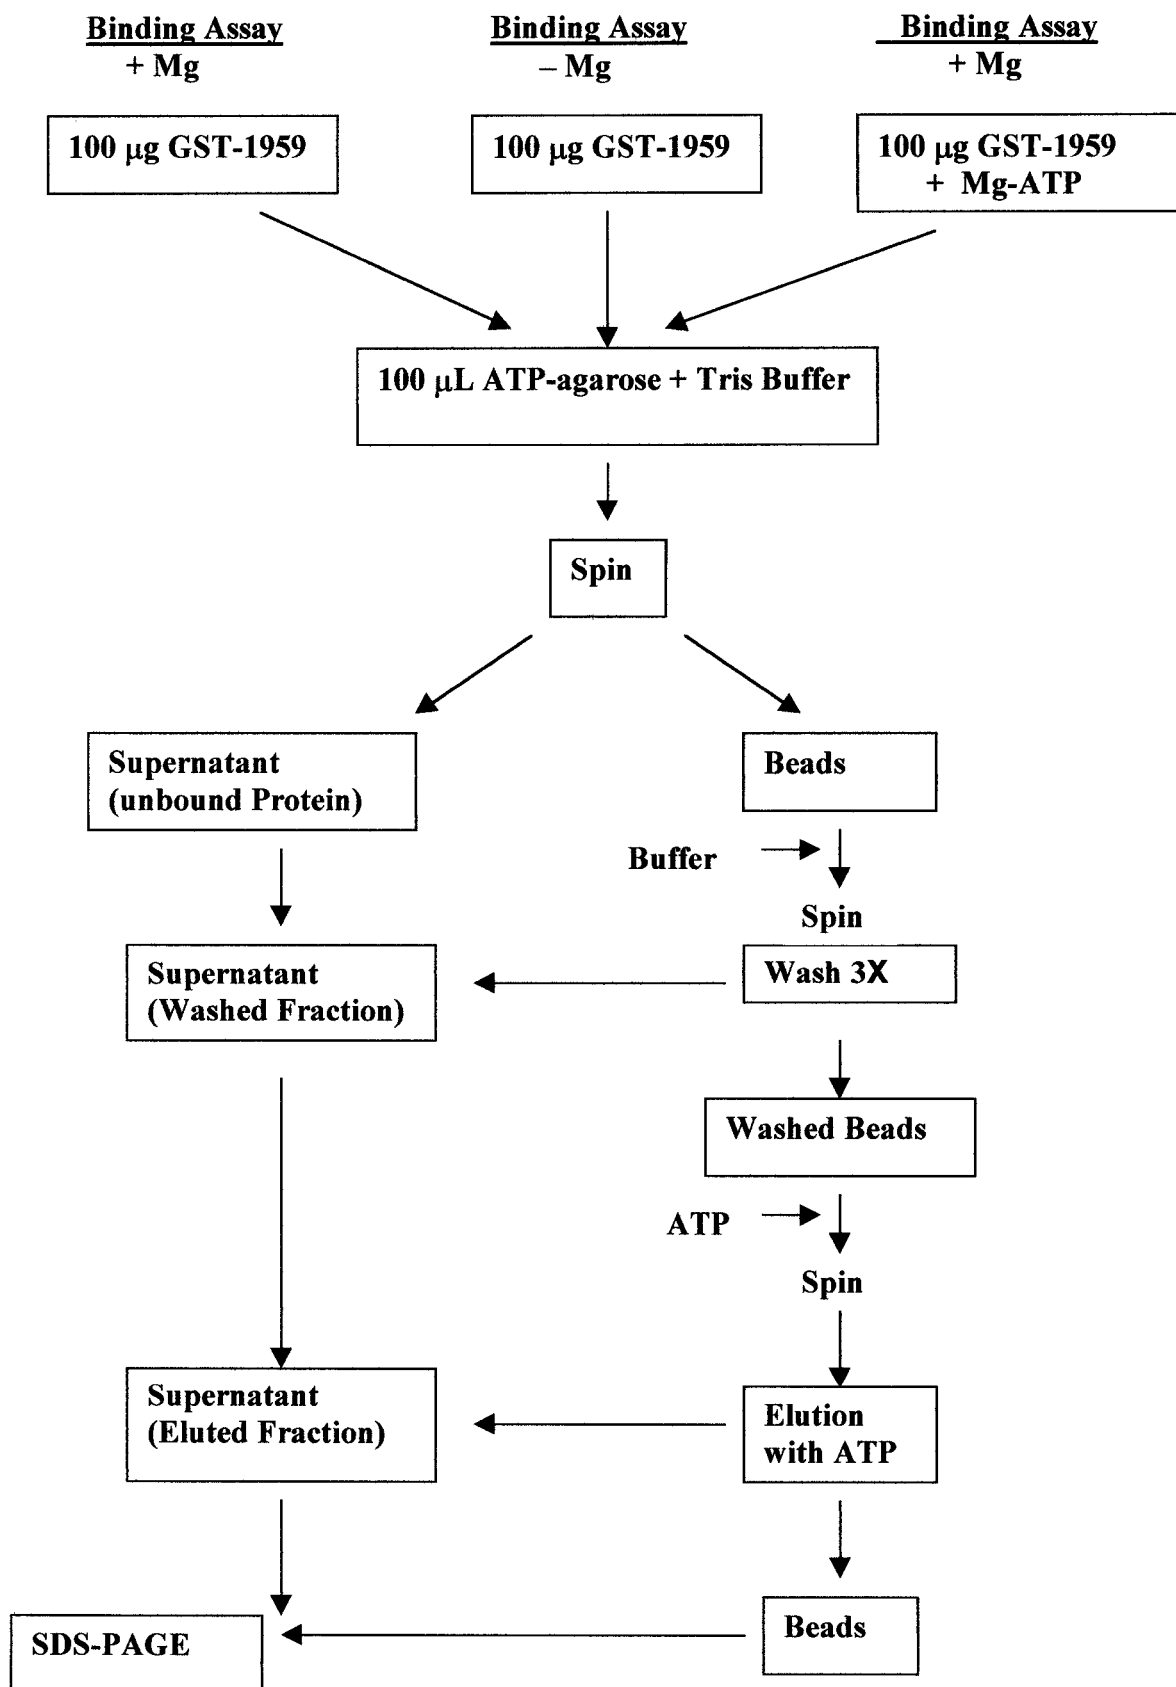 Binding Assay
+ Mg
Binding Assay
– Mg
Binding Assay
+ Mg
100 µg GST-1959
100 µg GST-1959
100 µg GST-1959
+ Mg-ATP
100 µL ATP-agarose + Tris Buffer
Spin
Supernatant
(unbound Protein)
Beads
Buffer
Spin
Supernatant
(Washed Fraction)
Wash 3X
Washed Beads
ATP
Spin
Supernatant
(Eluted Fraction)
Elution
with ATP
SDS-PAGE
Beads